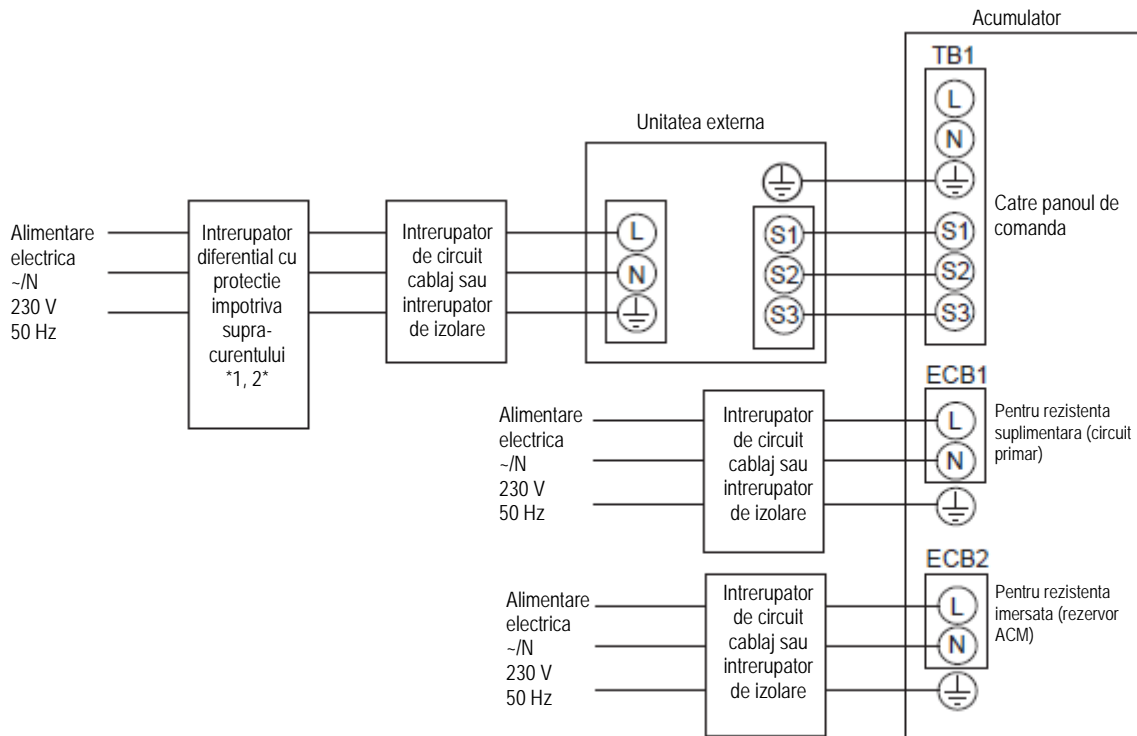 Acumulator
TB1
L
N
Unitatea externa
Catre panoul de
comanda
Alimentare
electrica
~/N
230 V
50 Hz
Intrerupator
diferential cu
protectie
impotriva
supra-
curentului
*1, 2*
Intrerupator
de circuit
cablaj sau
intrerupator
de izolare
L
N
S1
S2
S3
S1
S2
S3
ECB1
Alimentare
electrica
~/N
230 V
50 Hz
Intrerupator
de circuit
cablaj sau
intrerupator
de izolare
L
N
Pentru rezistenta
suplimentara (circuit
primar)
ECB2
Alimentare
electrica
~/N
230 V
50 Hz
Intrerupator
de circuit
cablaj sau
intrerupator
de izolare
L
N
Pentru rezistenta
imersata (rezervor
ACM)